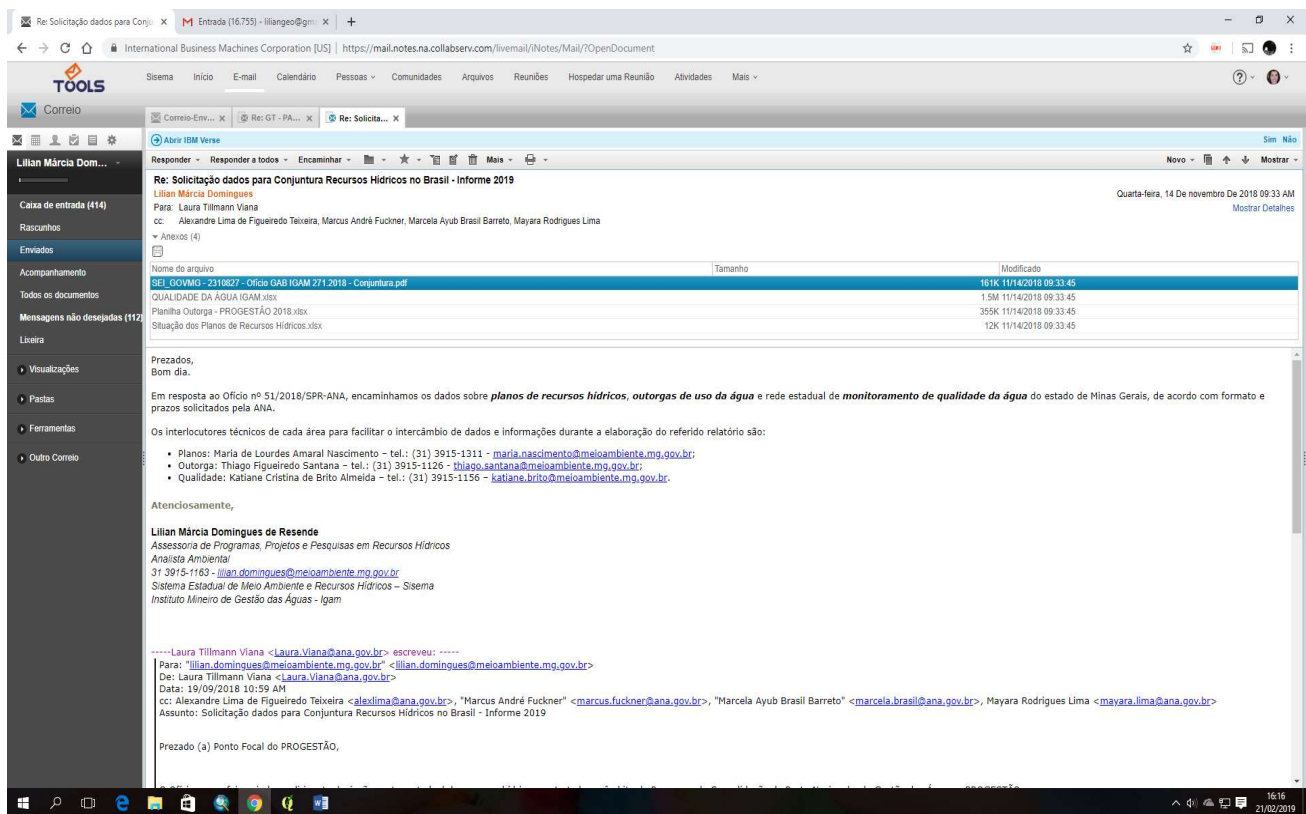 Re: Solicitação dados para Conju X
Entrada (16.755) - liliangeo@gm X
International Business Machines Corporation [US] | https://mail.notes.na.collabserv.com/livemail/iNotes/Mail/?OpenDocument
TOOLS
Sisema Início E-mail Calendário Pessoas Comunidades Arquivos Reuniões Hospedar uma Reunião Atividades Mais
Correio
Correio-Env... X Re: GT - PA... X Re: Solicita... X
Abrir IBM Verse Sim Não
Lilian Márcia Dom...
Responder Responder a todos Encaminhar Mais Novo Mostrar
Re: Solicitação dados para Conjuntura Recursos Hídricos no Brasil - Informe 2019
Lilian Márcia Domingues Quarta-feira, 14 De novembro De 2018 09:33 AM
Para: Laura Tillmann Viana Mostrar Detalhes
cc: Alexandre Lima de Figueiredo Teixeira, Marcus André Fuckner, Marcela Ayub Brasil Barreto, Mayara Rodrigues Lima
Anexos (4)
Caixa de entrada (414)
Rascunhos
Enviados
Acompanhamento
Todos os documentos
Mensagens não desejadas (112)
Lixeira
Visualizações
Pastas
Ferramentas
Outro Correio
Nome do arquivo Tamanho Modificado
SEI_GOVMG - 2310827 - Ofício GAB IGAM 271.2018 - Conjuntura.pdf 161K 11/14/2018 09:33:45
QUALIDADE DA ÁGUA IGAM.xlsx 1.5M 11/14/2018 09:33:45
Planilha Outorga - PROGESTÃO 2018.xlsx 355K 11/14/2018 09:33:45
Situação dos Planos de Recursos Hídricos.xlsx 12K 11/14/2018 09:33:45
Prezados,
Bom dia.
Em resposta ao Ofício nº 51/2018/SPR-ANA, encaminhamos os dados sobre planos de recursos hídricos, outorgas de uso da água e rede estadual de monitoramento de qualidade da água do estado de Minas Gerais, de acordo com formato e
prazos solicitados pela ANA.
Os interlocutores técnicos de cada área para facilitar o intercâmbio de dados e informações durante a elaboração do referido relatório são:
• Planos: Maria de Lourdes Amaral Nascimento – tel.: (31) 3915-1311 - maria.nascimento@meioambiente.mg.gov.br;
• Outorga: Thiago Figueiredo Santana – tel.: (31) 3915-1126 - thiago.santana@meioambiente.mg.gov.br;
• Qualidade: Katiane Cristina de Brito Almeida – tel.: (31) 3915-1156 – katiane.brito@meioambiente.mg.gov.br.
Atenciosamente,
Lilian Márcia Domingues de Resende
Assessoria de Programas, Projetos e Pesquisas em Recursos Hídricos
Analista Ambiental
31 3915-1163 - lilian.domingues@meioambiente.mg.gov.br
Sistema Estadual de Meio Ambiente e Recursos Hídricos – Sisema
Instituto Mineiro de Gestão das Águas - Igam
-----Laura Tillmann Viana <Laura.Viana@ana.gov.br> escreveu: -----
Para: "lilian.domingues@meioambiente.mg.gov.br" <lilian.domingues@meioambiente.mg.gov.br>
De: Laura Tillmann Viana <Laura.Viana@ana.gov.br>
Data: 19/09/2018 10:59 AM
cc: Alexandre Lima de Figueiredo Teixeira <alexlima@ana.gov.br>, "Marcus André Fuckner" <marcus.fuckner@ana.gov.br>, "Marcela Ayub Brasil Barreto" <marcela.brasil@ana.gov.br>, Mayara Rodrigues Lima <mayara.lima@ana.gov.br>
Assunto: Solicitação dados para Conjuntura Recursos Hídricos no Brasil - Informe 2019
Prezado (a) Ponto Focal do PROGESTÃO,
16:16
21/02/2019